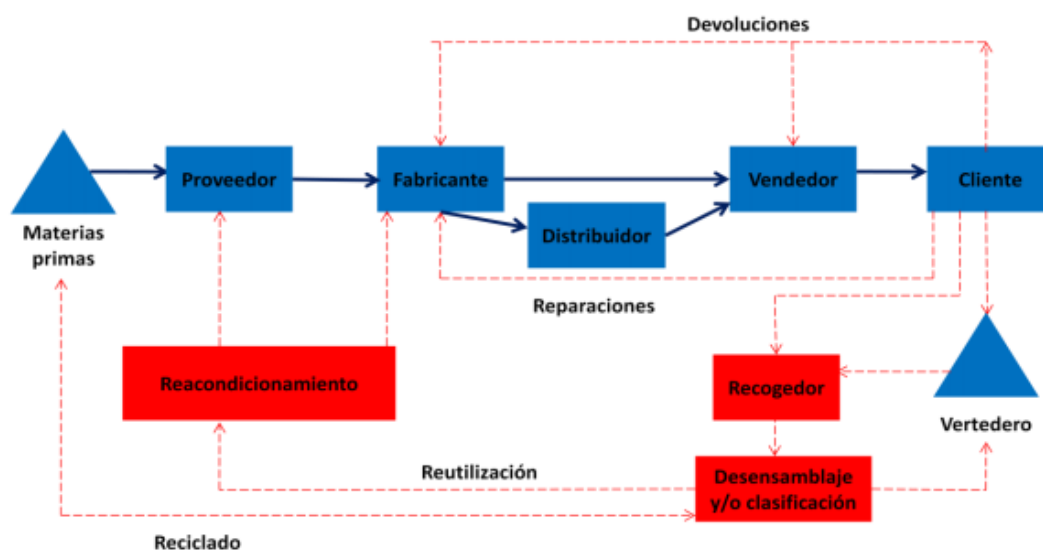 Devoluciones
Proveedor
Fabricante
Vendedor
Cliente
Distribuidor
Materias
primas
Reparaciones
Reacondicionamiento
Recogedor
Vertedero
Reutilización
Desensamblaje
y/o clasificación
Reciclado